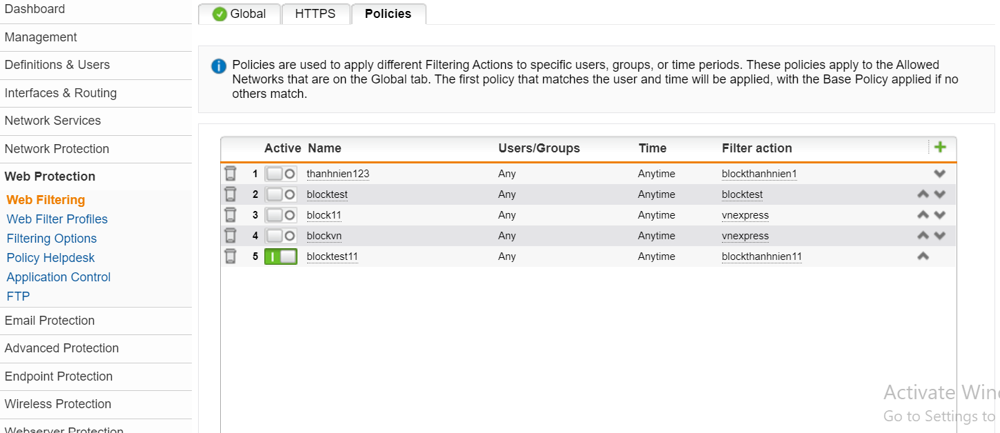 Dashboard
Management
Definitions & Users
Interfaces & Routing
Network Services
Network Protection
Web Protection
Web Filtering
Web Filter Profiles
Filtering Options
Policy Helpdesk
Application Control
FTP
Email Protection
Advanced Protection
Endpoint Protection
Wireless Protection
Webserver Protection
Global HTTPS Policies
Policies are used to apply different Filtering Actions to specific users, groups, or time periods. These policies apply to the Allowed
Networks that are on the Global tab. The first policy that matches the user and time will be applied, with the Base Policy applied if no
others match.
Active Name Users/Groups Time Filter action
1 thanhnien123 Any Anytime blockthanhnien1
2 blocktest Any Anytime blocktest
3 block11 Any Anytime vnexpress
4 blockvn Any Anytime vnexpress
5 blocktest11 Any Anytime blockthanhnien11
Activate Win
Go to Settings to